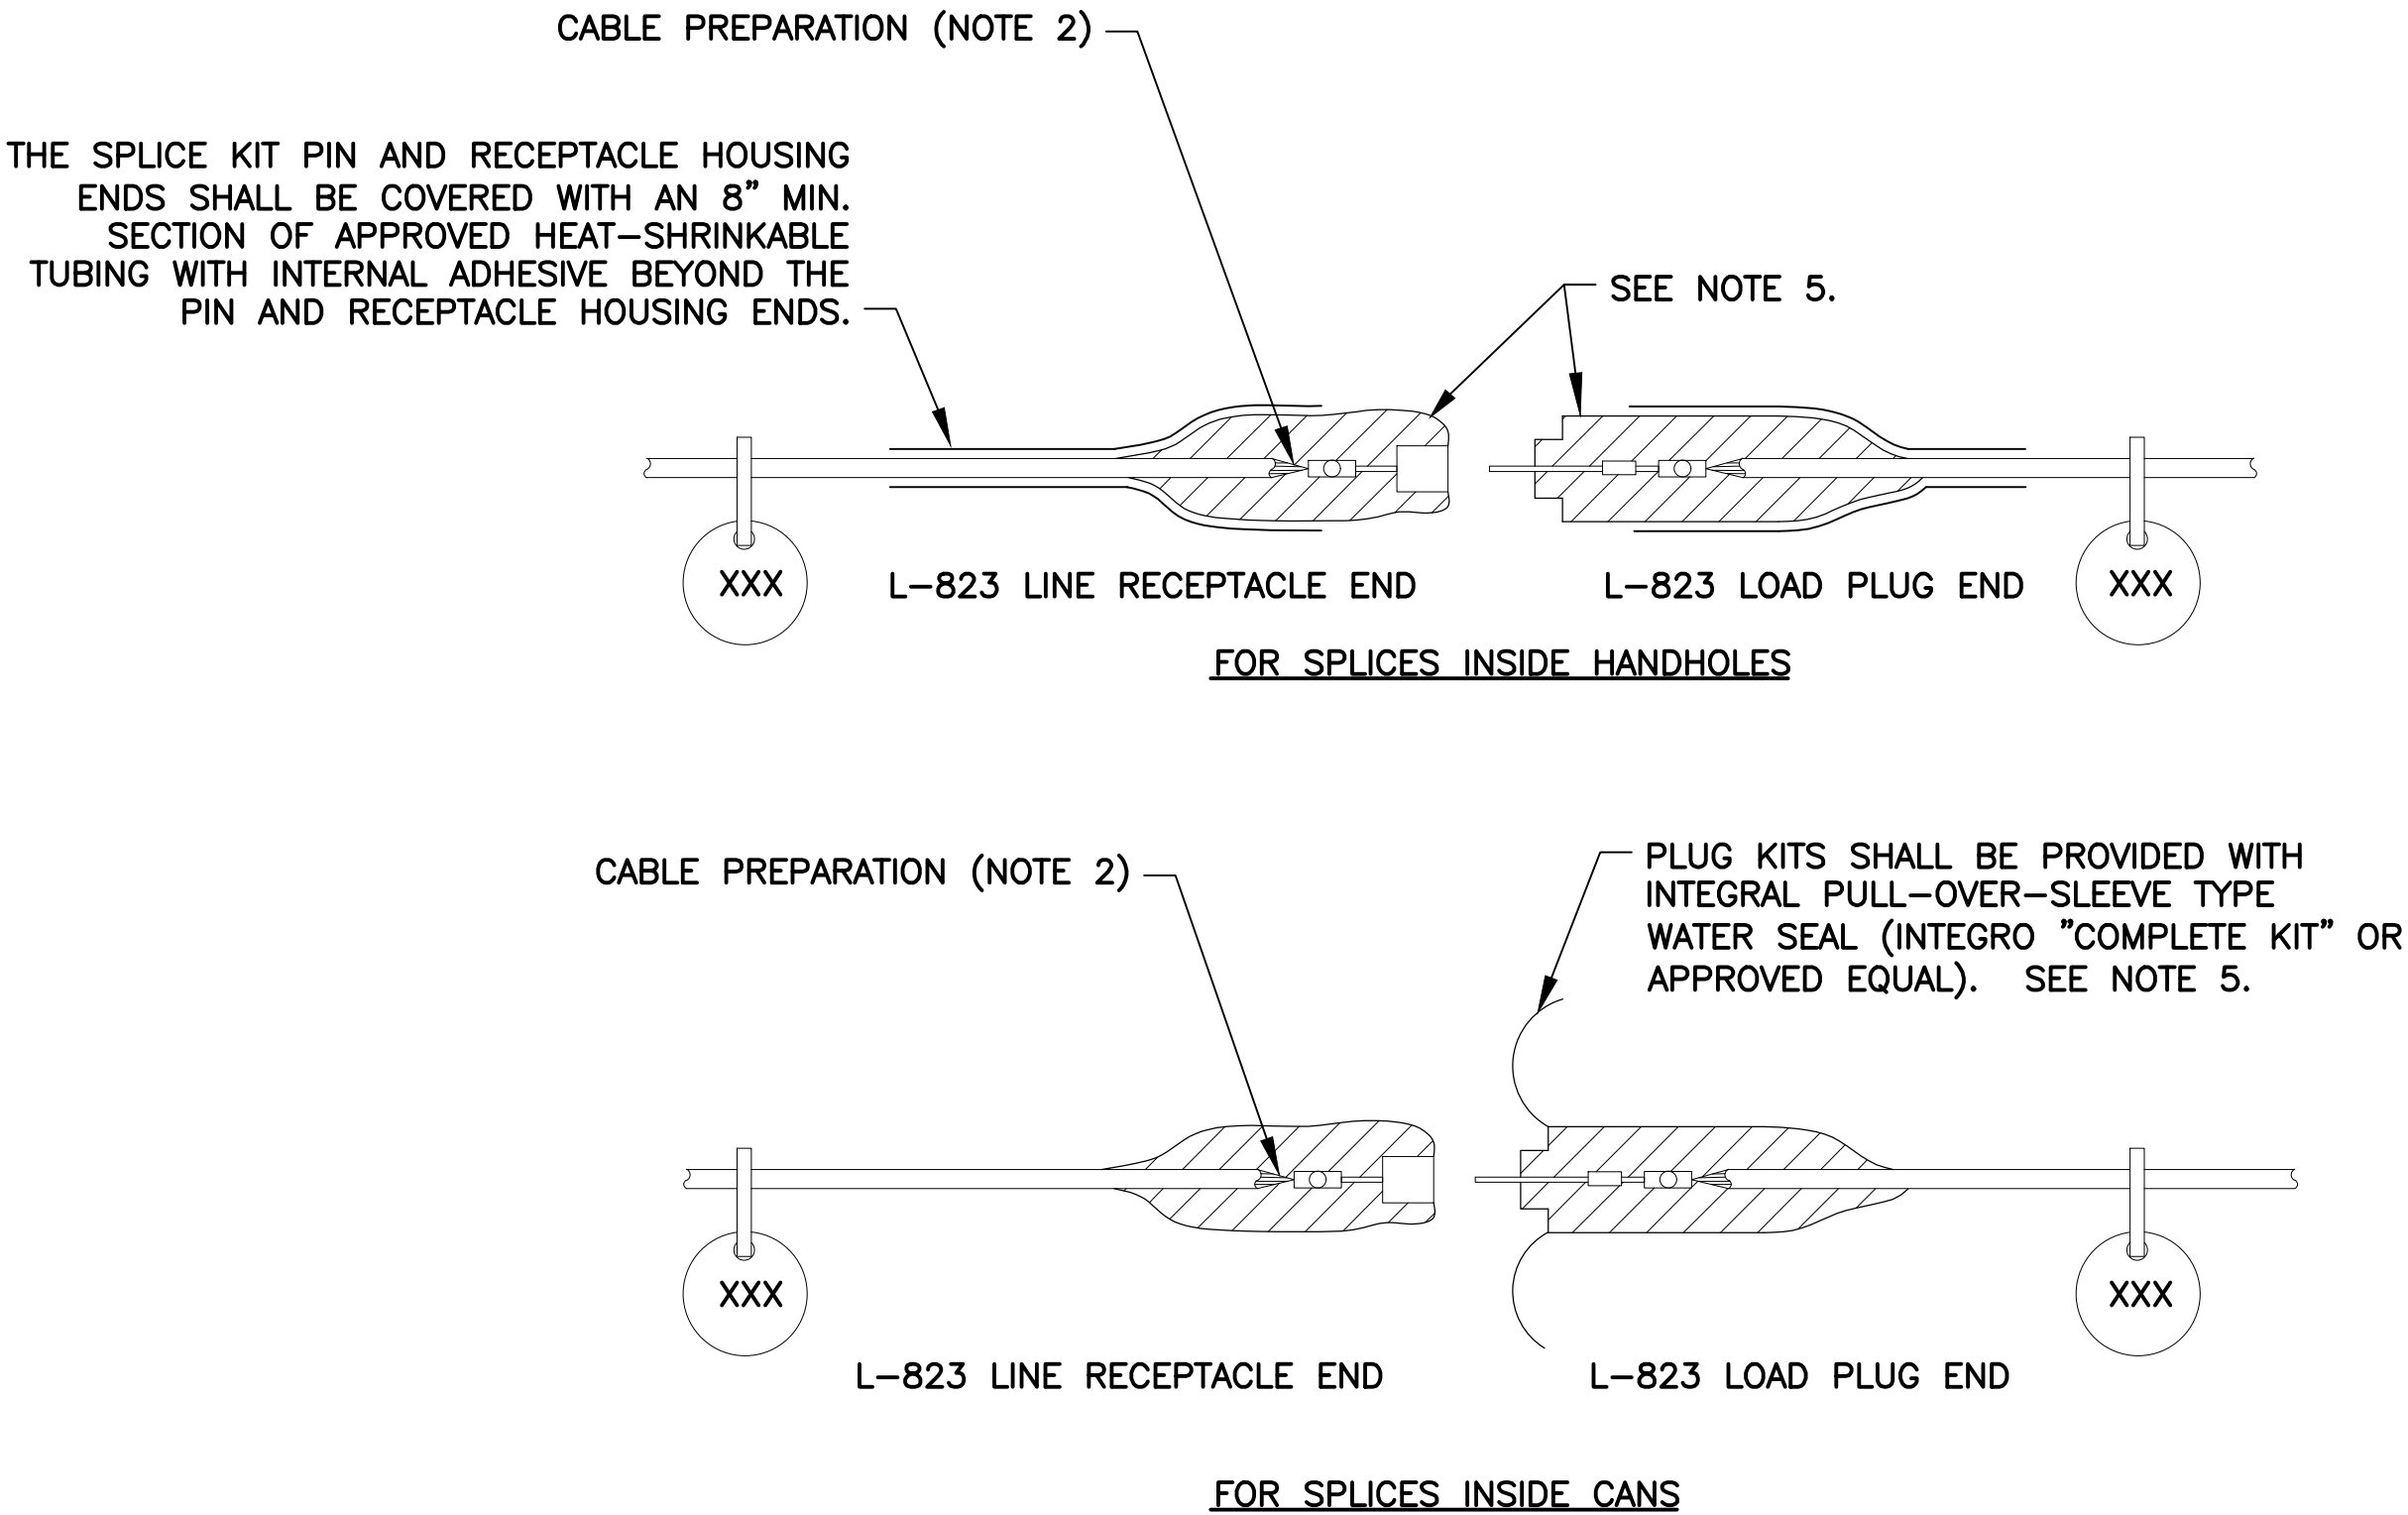 CABLE PREPARATION (NOTE 2)
THE SPLICE KIT PIN AND RECEPTACLE HOUSING
ENDS SHALL BE COVERED WITH AN 8" MIN.
SECTION OF APPROVED HEAT-SHRINKABLE
TUBING WITH INTERNAL ADHESIVE BEYOND THE
PIN AND RECEPTACLE HOUSING ENDS.
SEE NOTE 5.
XXX
L-823 LINE RECEPTACLE END
L-823 LOAD PLUG END
XXX
FOR SPLICES INSIDE HANDHOLES
CABLE PREPARATION (NOTE 2)
PLUG KITS SHALL BE PROVIDED WITH
INTEGRAL PULL-OVER-SLEEVE TYPE
WATER SEAL (INTEGRO "COMPLETE KIT" OR
APPROVED EQUAL). SEE NOTE 5.
XXX
XXX
L-823 LINE RECEPTACLE END
L-823 LOAD PLUG END
FOR SPLICES INSIDE CANS